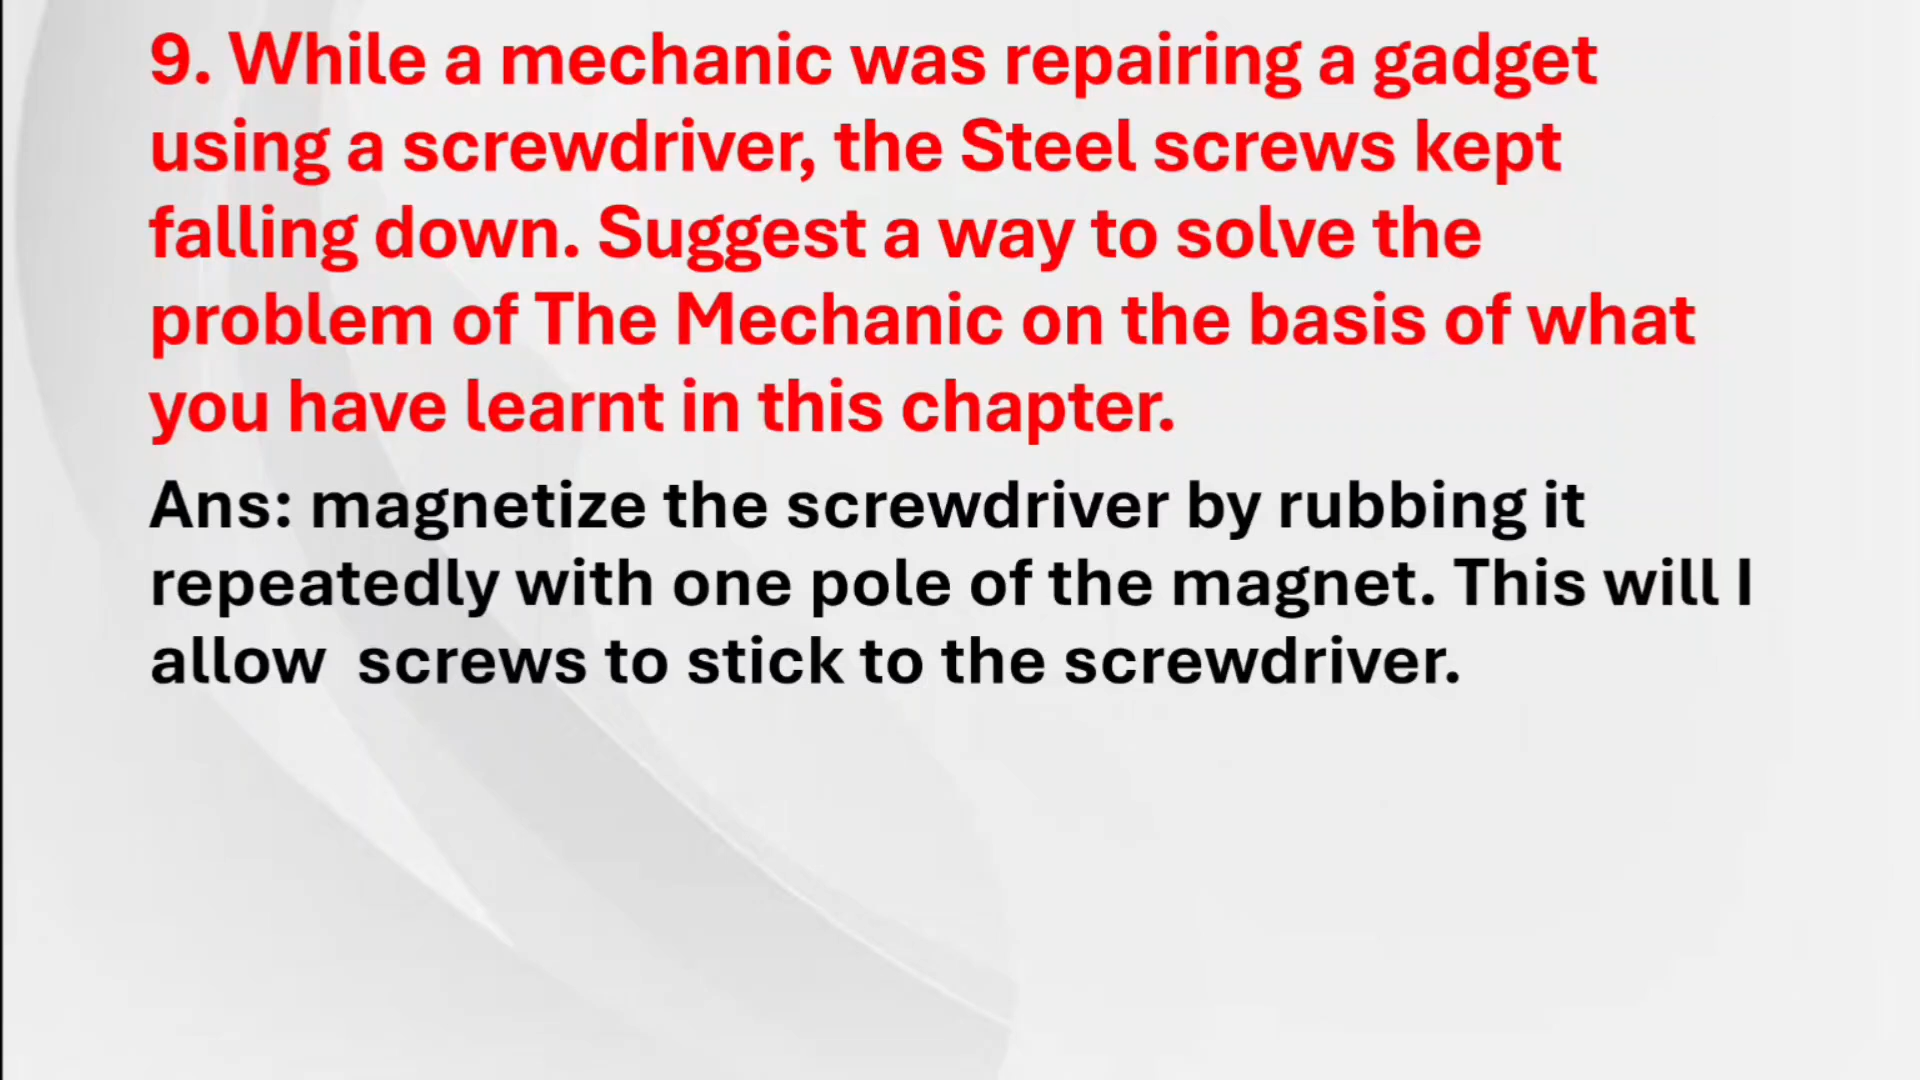 9. While a mechanic was repairing a gadget
using a screwdriver, the Steel screws kept
falling down. Suggest a way to solve the
problem of The Mechanic on the basis of what
you have learnt in this chapter.
Ans: magnetize the screwdriver by rubbing it
repeatedly with one pole of the magnet. This will I
allow  screws to stick to the screwdriver.